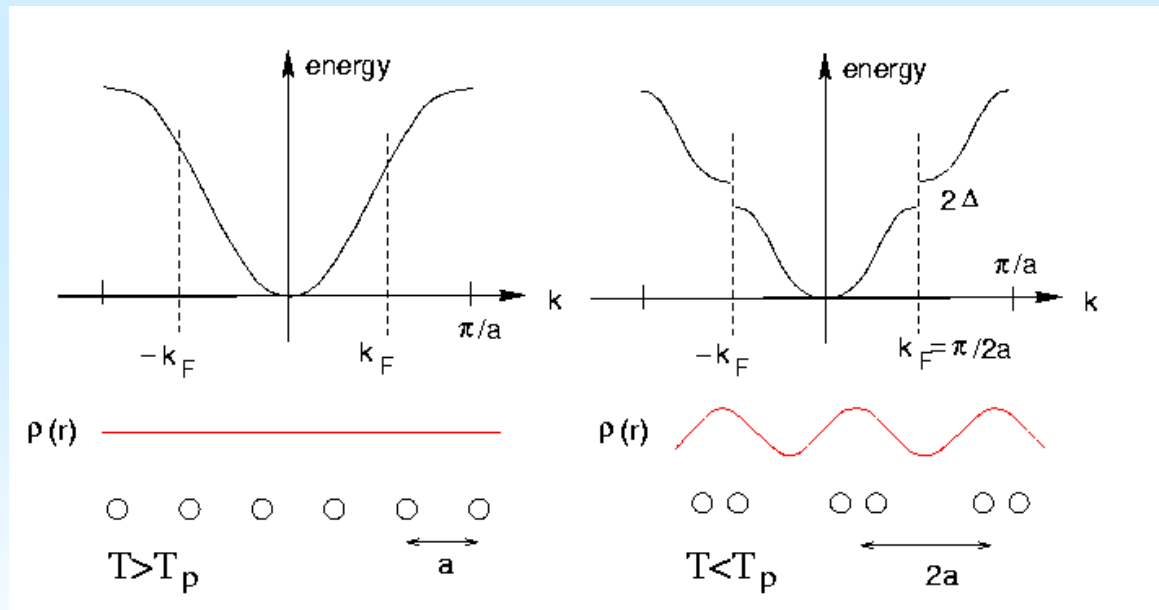 energy
k
π/a
−k_F
k_F
ρ(r)
a
T>T_p
energy
2Δ
π/a
k
−k_F
k_F=π/2a
ρ(r)
2a
T<T_p